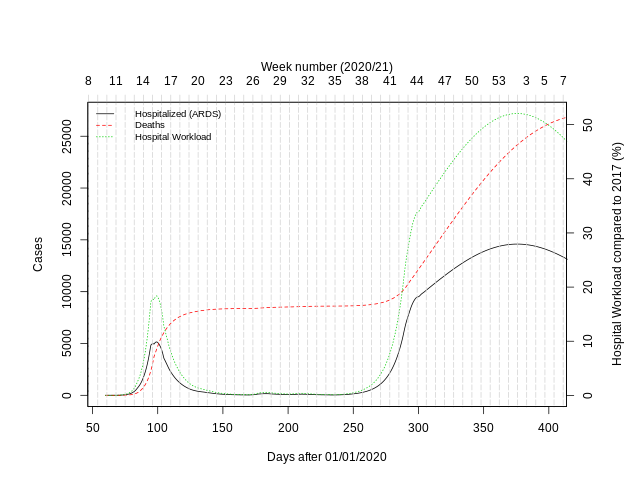 Week number (2020/21)
8 11 14 17 20 23 26 29 32 35 38 41 44 47 50 53 3 5 7
Hospitalized (ARDS)
Deaths
Hospital Workload
0 5000 10000 15000 20000 25000
Cases
0 10 20 30 40 50
Hospital Workload compared to 2017 (%)
50 100 150 200 250 300 350 400
Days after 01/01/2020